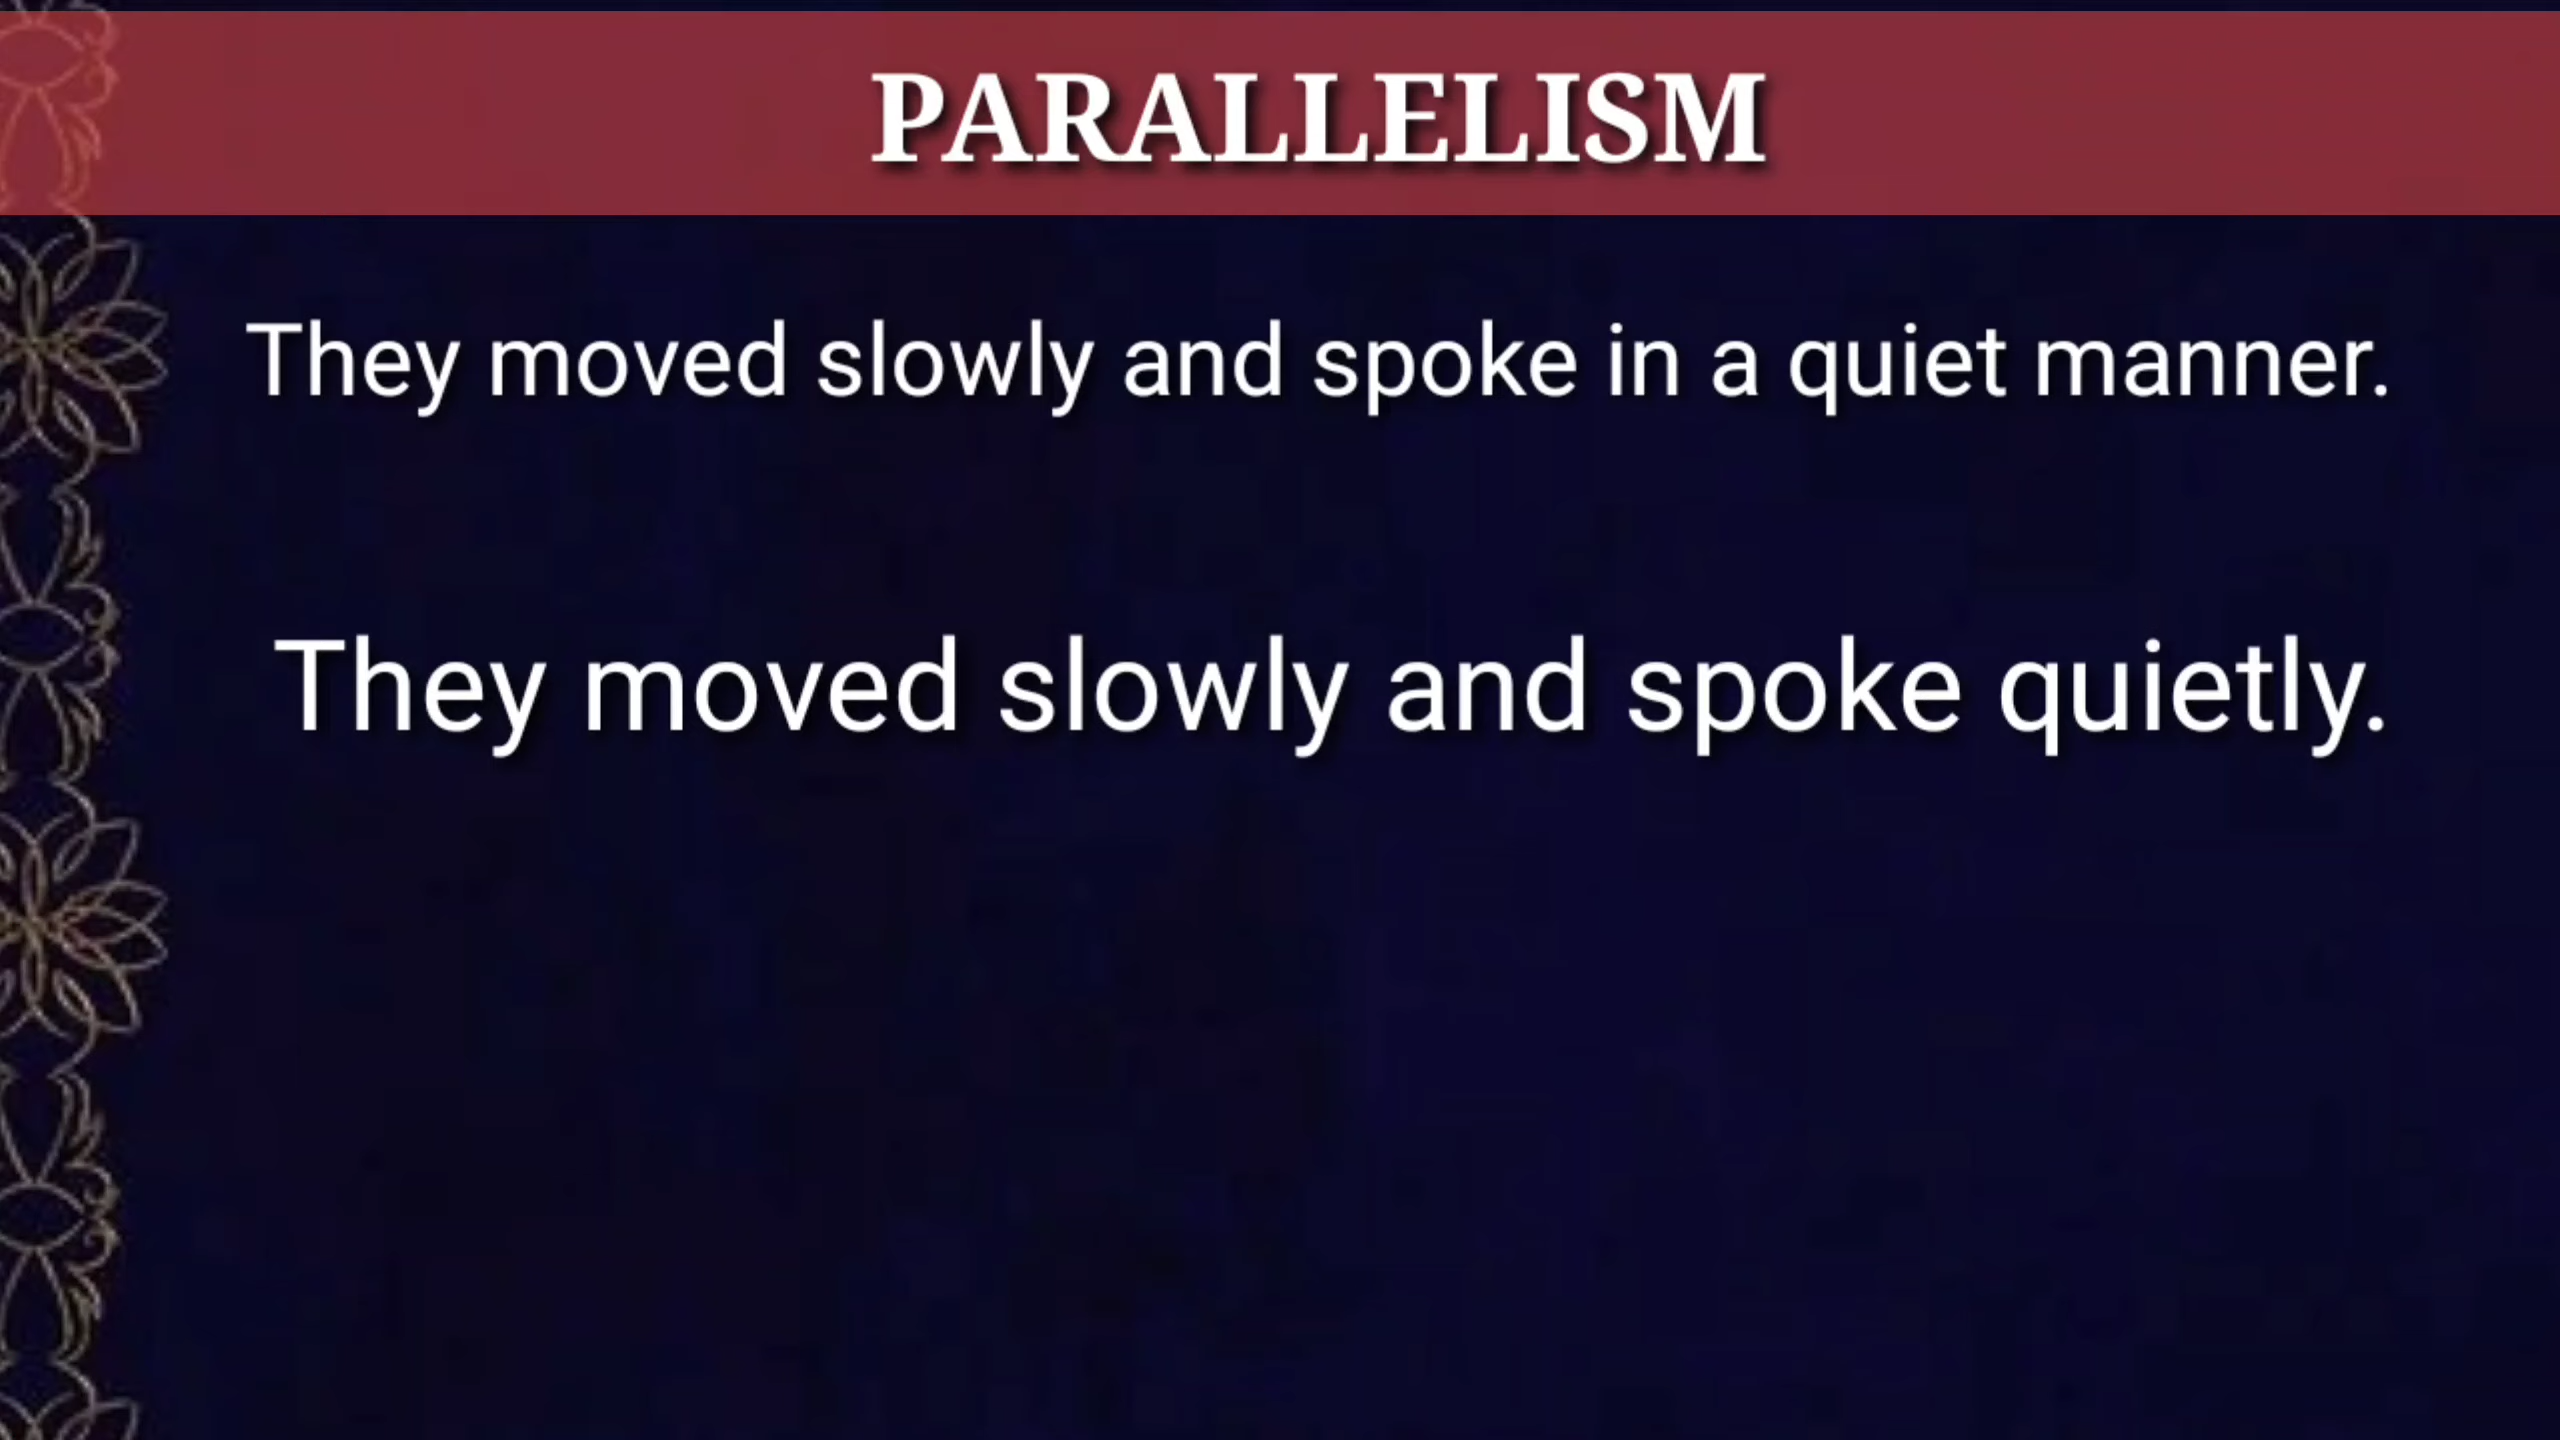 PARALLELISM
They moved slowly and spoke in a quiet manner.
They moved slowly and spoke quietly.